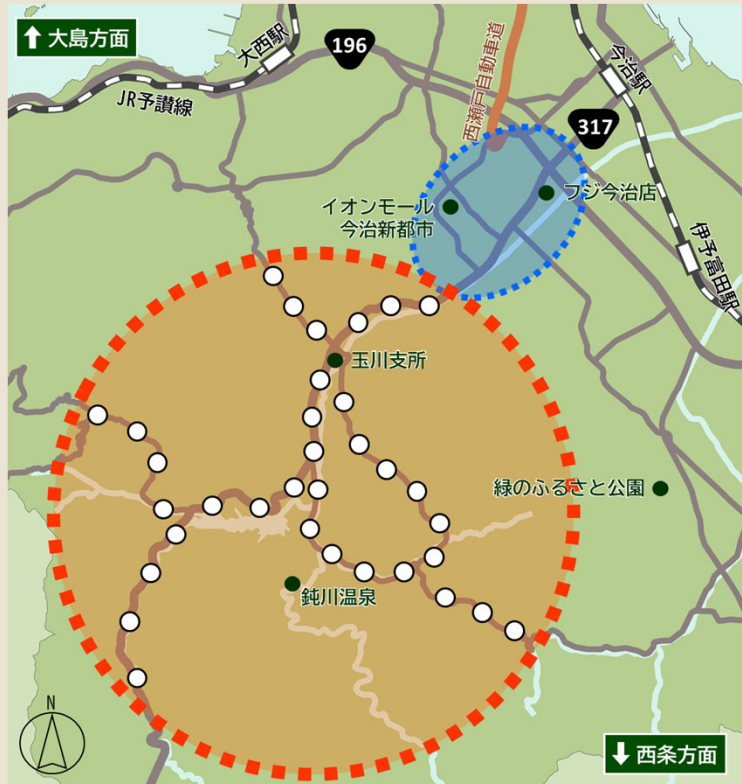 ↑ 大島方面
大西駅
196
JR予讃線
西瀬戸自動車道
今治駅
317
イオンモール
今治新都市
フジ今治店
伊予富田駅
玉川支所
緑のふるさと公園
鈍川温泉
N
↓ 西条方面